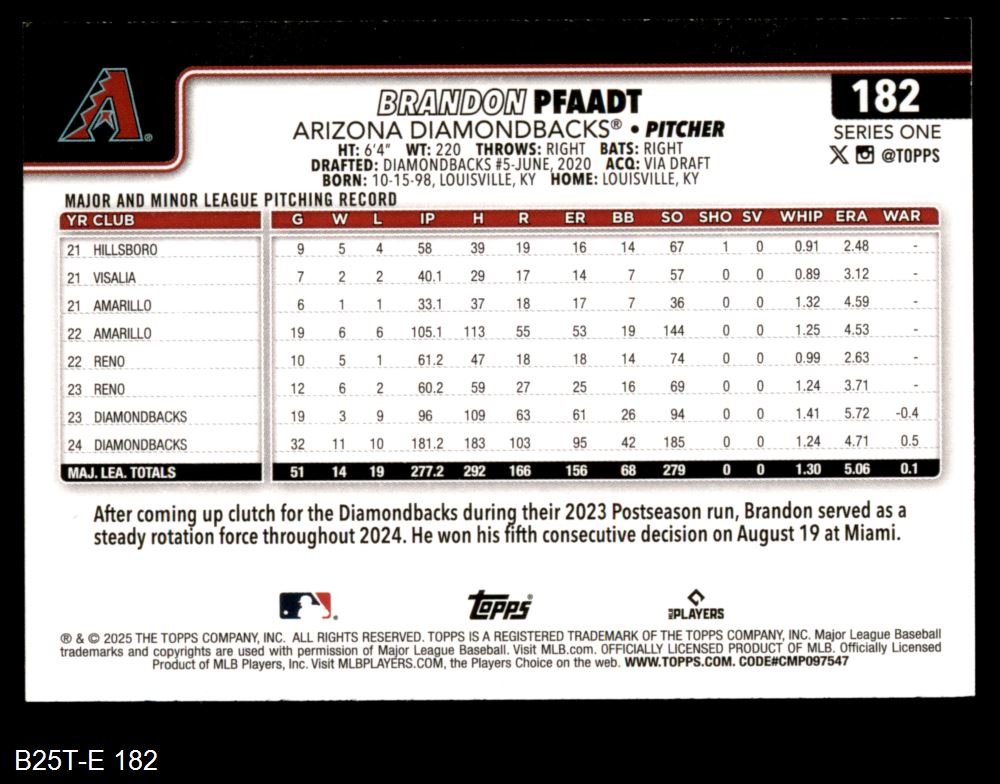 182
BRANDON PFAADT
ARIZONA DIAMONDBACKS® • PITCHER
SERIES ONE
HT: 6'4" WT: 220 THROWS: RIGHT BATS: RIGHT
@TOPPS
DRAFTED: DIAMONDBACKS #5-JUNE, 2020 ACQ: VIA DRAFT
BORN: 10-15-98, LOUISVILLE, KY HOME: LOUISVILLE, KY
MAJOR AND MINOR LEAGUE PITCHING RECORD
YR CLUB G W L IP H R ER BB SO SHO SV WHIP ERA WAR
21 HILLSBORO 9 5 4 58 39 19 16 14 67 1 0 0.91 2.48 -
21 VISALIA 7 2 2 40.1 29 17 14 7 57 0 0 0.89 3.12 -
21 AMARILLO 6 1 1 33.1 37 18 17 7 36 0 0 1.32 4.59 -
22 AMARILLO 19 6 6 105.1 113 55 53 19 144 0 0 1.25 4.53 -
22 RENO 10 5 1 61.2 47 18 18 14 74 0 0 0.99 2.63 -
23 RENO 12 6 2 60.2 59 27 25 16 69 0 0 1.24 3.71 -
23 DIAMONDBACKS 19 3 9 96 109 63 61 26 94 0 0 1.41 5.72 -0.4
24 DIAMONDBACKS 32 11 10 181.2 183 103 95 42 185 0 0 1.24 4.71 0.5
MAJ. LEA. TOTALS 51 14 19 277.2 292 166 156 68 279 0 0 1.30 5.06 0.1
After coming up clutch for the Diamondbacks during their 2023 Postseason run, Brandon served as a
steady rotation force throughout 2024. He won his fifth consecutive decision on August 19 at Miami.
Topps
MLB PLAYERS
® & © 2025 THE TOPPS COMPANY, INC. ALL RIGHTS RESERVED. TOPPS IS A REGISTERED TRADEMARK OF THE TOPPS COMPANY, INC. Major League Baseball
trademarks and copyrights are used with permission of Major League Baseball. Visit MLB.com. OFFICIALLY LICENSED PRODUCT OF MLB. Officially Licensed
Product of MLB Players, Inc. Visit MLBPLAYERS.COM, the Players Choice on the web. WWW.TOPPS.COM. CODE#CMP097547
B25T-E 182